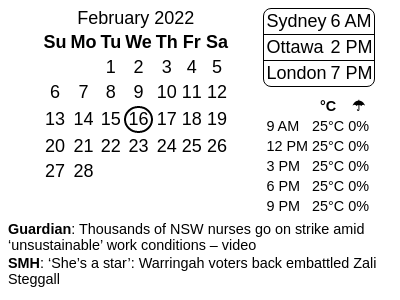 February 2022
Su Mo Tu We Th Fr Sa
1 2 3 4 5
6 7 8 9 10 11 12
13 14 15 16 17 18 19
20 21 22 23 24 25 26
27 28
Sydney 6 AM
Ottawa 2 PM
London 7 PM
°C ☂
9 AM 25°C 0%
12 PM 25°C 0%
3 PM 25°C 0%
6 PM 25°C 0%
9 PM 25°C 0%
Guardian: Thousands of NSW nurses go on strike amid
‘unsustainable’ work conditions – video
SMH: ‘She’s a star’: Warringah voters back embattled Zali
Steggall